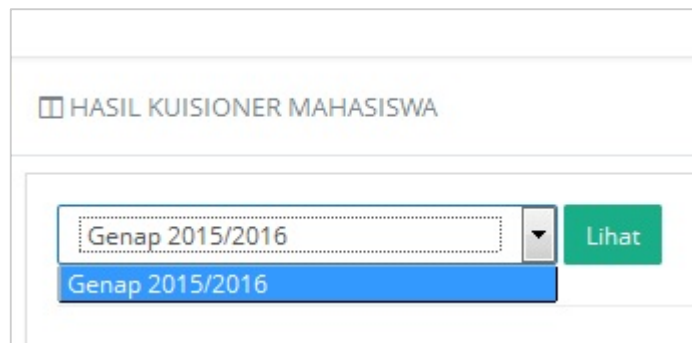 HASIL KUISIONER MAHASISWA
Genap 2015/2016 Lihat
Genap 2015/2016